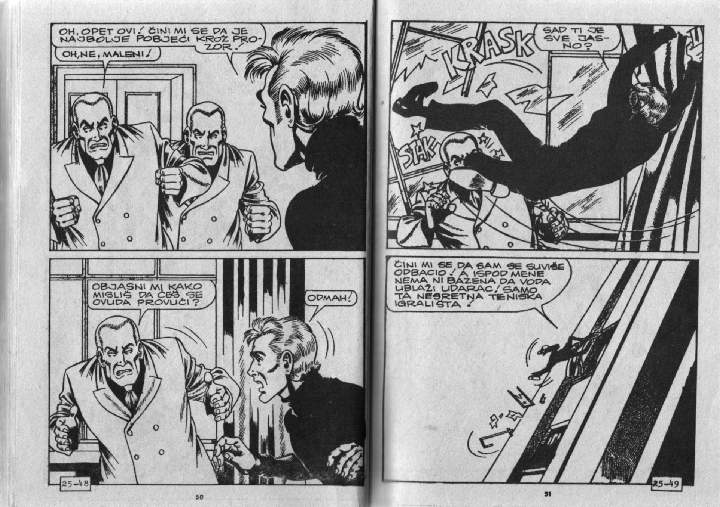 OH, OPET OVI! ČINI MI SE DA JE
NAJBOLJE POBJEĆI KROZ PRO-
ZOR!
OH, NE, MALENI!
OBJASNI MI KAKO
MISLIŠ DA ĆEŠ SE
OVUDA PROVUĆI?
ODMAH!
25-48
50
KRASK
SAD TI JE
SVE JAS-
NO?
STAK
ČINI MI SE DA SAM SE SUVIŠE
ODBACIO! A ISPOD MENE
NEMA NI BAZENA DA VODA
UBLAŽI UDARAC! SAMO
TA NESRETNA TENISKA
IGRALIŠTA!
25-49
51